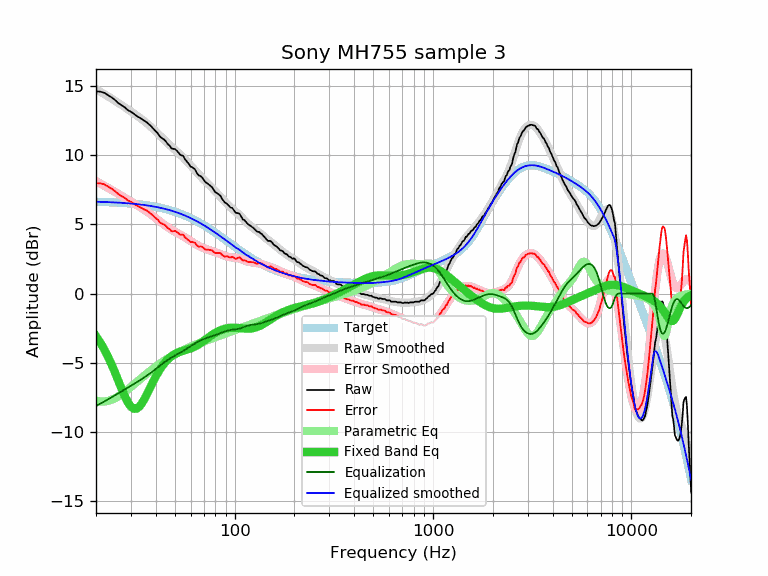 Sony MH755 sample 3
15
10
5
0
−5
−10
−15
Amplitude (dBr)
Target
Raw Smoothed
Error Smoothed
Raw
Error
Parametric Eq
Fixed Band Eq
Equalization
Equalized smoothed
100
1000
10000
Frequency (Hz)